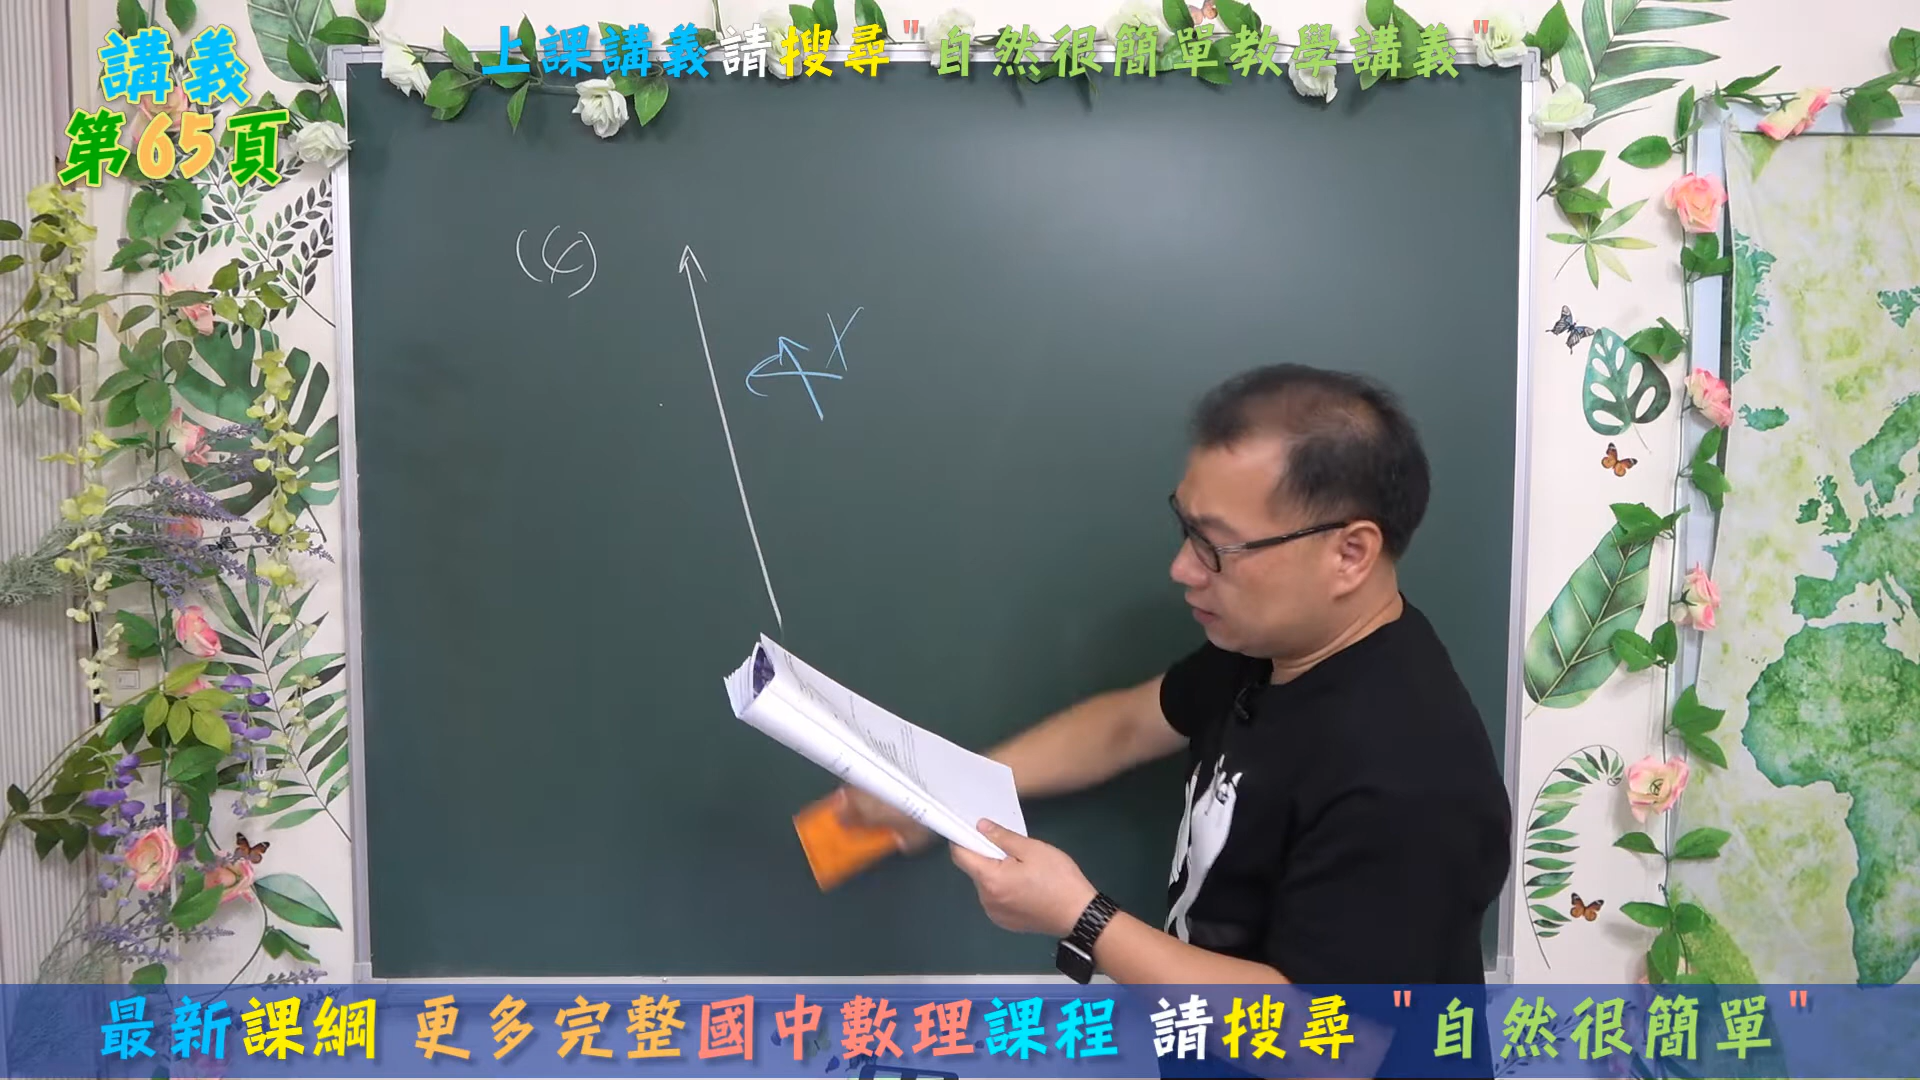 講義
第65頁
上課講義請搜尋"自然很簡單教學講義"
(4)
X
最新課綱 更多完整國中數理課程 請搜尋 "自然很簡單"